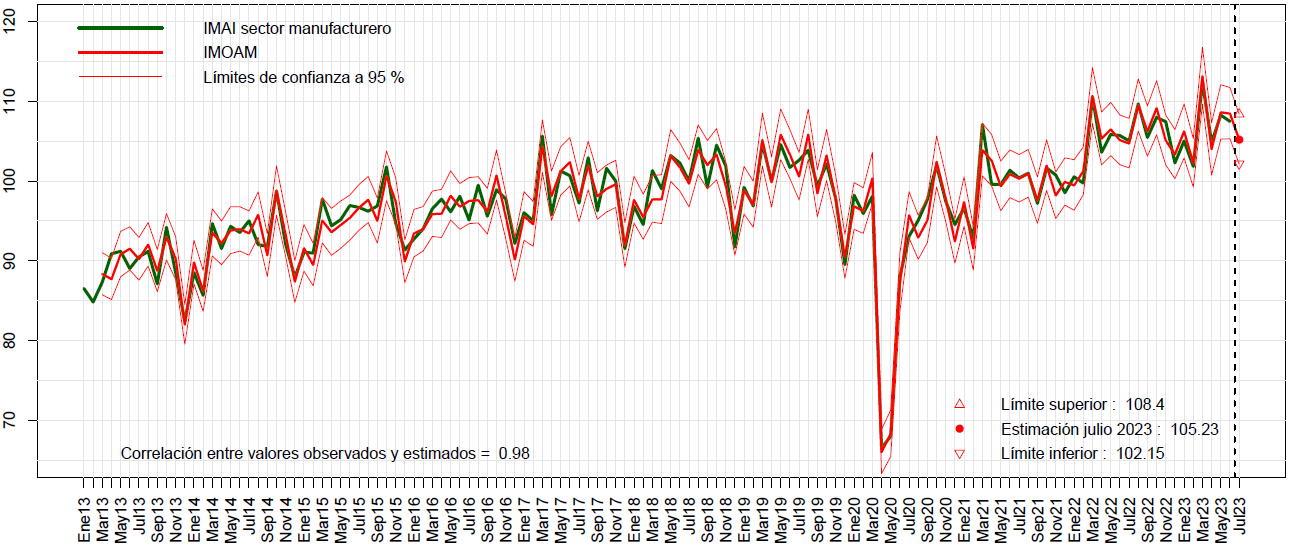 IMAI sector manufacturero
IMOAM
Límites de confianza a 95 %
120
110
100
90
80
70
Límite superior : 108.4
Estimación julio 2023 : 105.23
Límite inferior : 102.15
Correlación entre valores observados y estimados = 0.98
Ene13
Mar13
May13
Jul13
Sep13
Nov13
Ene14
Mar14
May14
Jul14
Sep14
Nov14
Ene15
Mar15
May15
Jul15
Sep15
Nov15
Ene16
Mar16
May16
Jul16
Sep16
Nov16
Ene17
Mar17
May17
Jul17
Sep17
Nov17
Ene18
Mar18
May18
Jul18
Sep18
Nov18
Ene19
Mar19
May19
Jul19
Sep19
Nov19
Ene20
Mar20
May20
Jul20
Sep20
Nov20
Ene21
Mar21
May21
Jul21
Sep21
Nov21
Ene22
Mar22
May22
Jul22
Sep22
Nov22
Ene23
Mar23
May23
Jul23